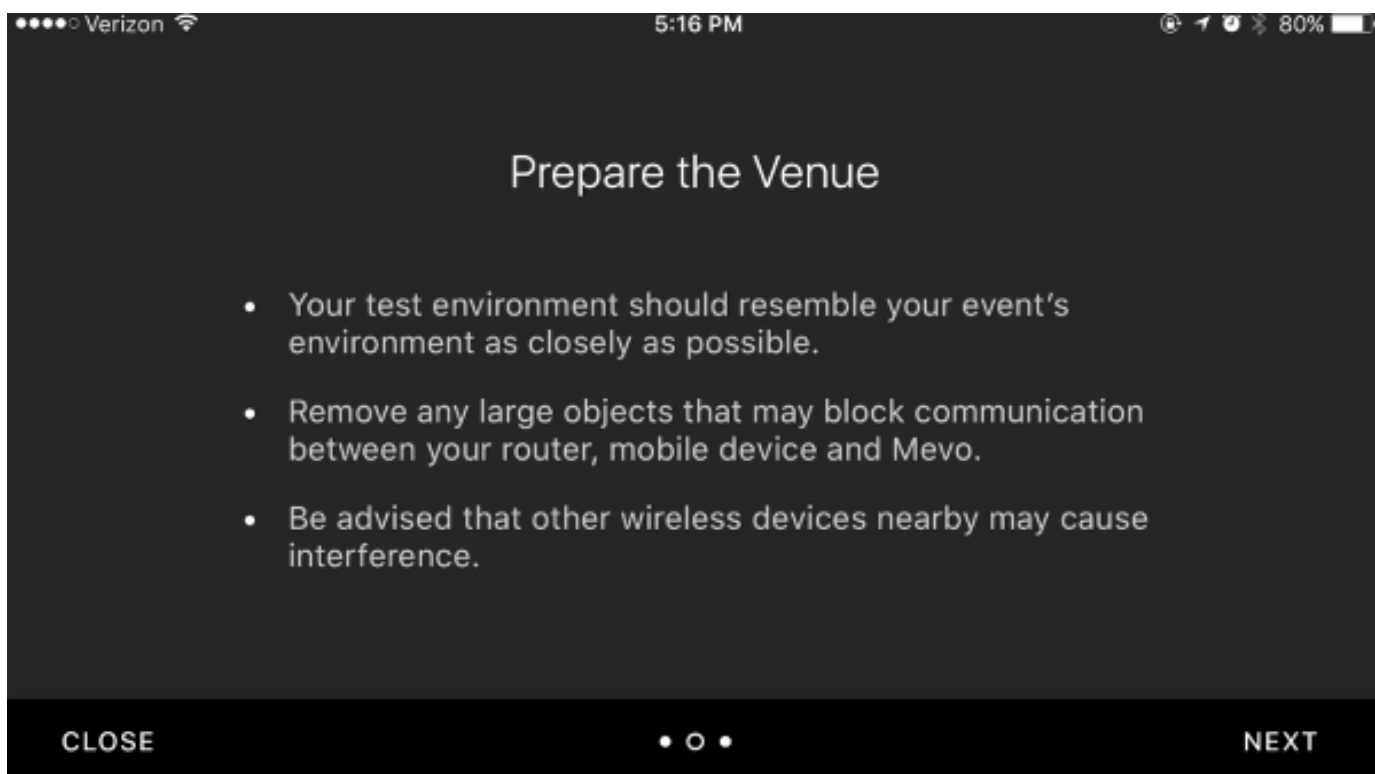 Verizon 5:16 PM 80%
Prepare the Venue
• Your test environment should resemble your event's
environment as closely as possible.
• Remove any large objects that may block communication
between your router, mobile device and Mevo.
• Be advised that other wireless devices nearby may cause
interference.
CLOSE NEXT